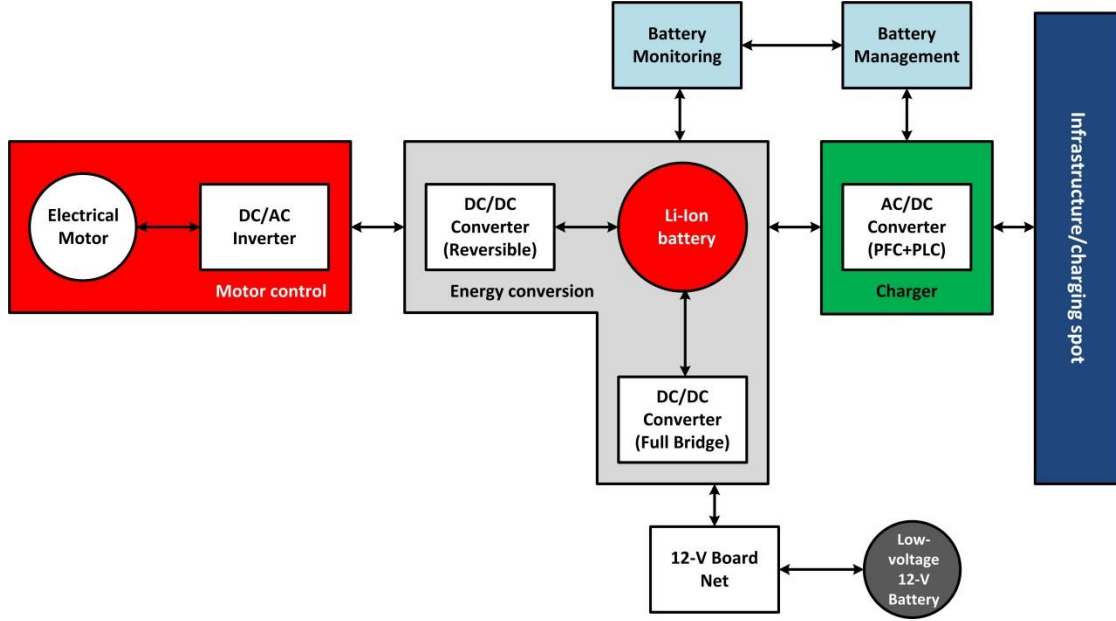 Battery
Monitoring
Battery
Management
Infrastructure/charging spot
Electrical
Motor
DC/AC
Inverter
Motor control
DC/DC
Converter
(Reversible)
Li-Ion
battery
Energy conversion
AC/DC
Converter
(PFC+PLC)
Charger
DC/DC
Converter
(Full Bridge)
12-V Board
Net
Low-
voltage
12-V
Battery